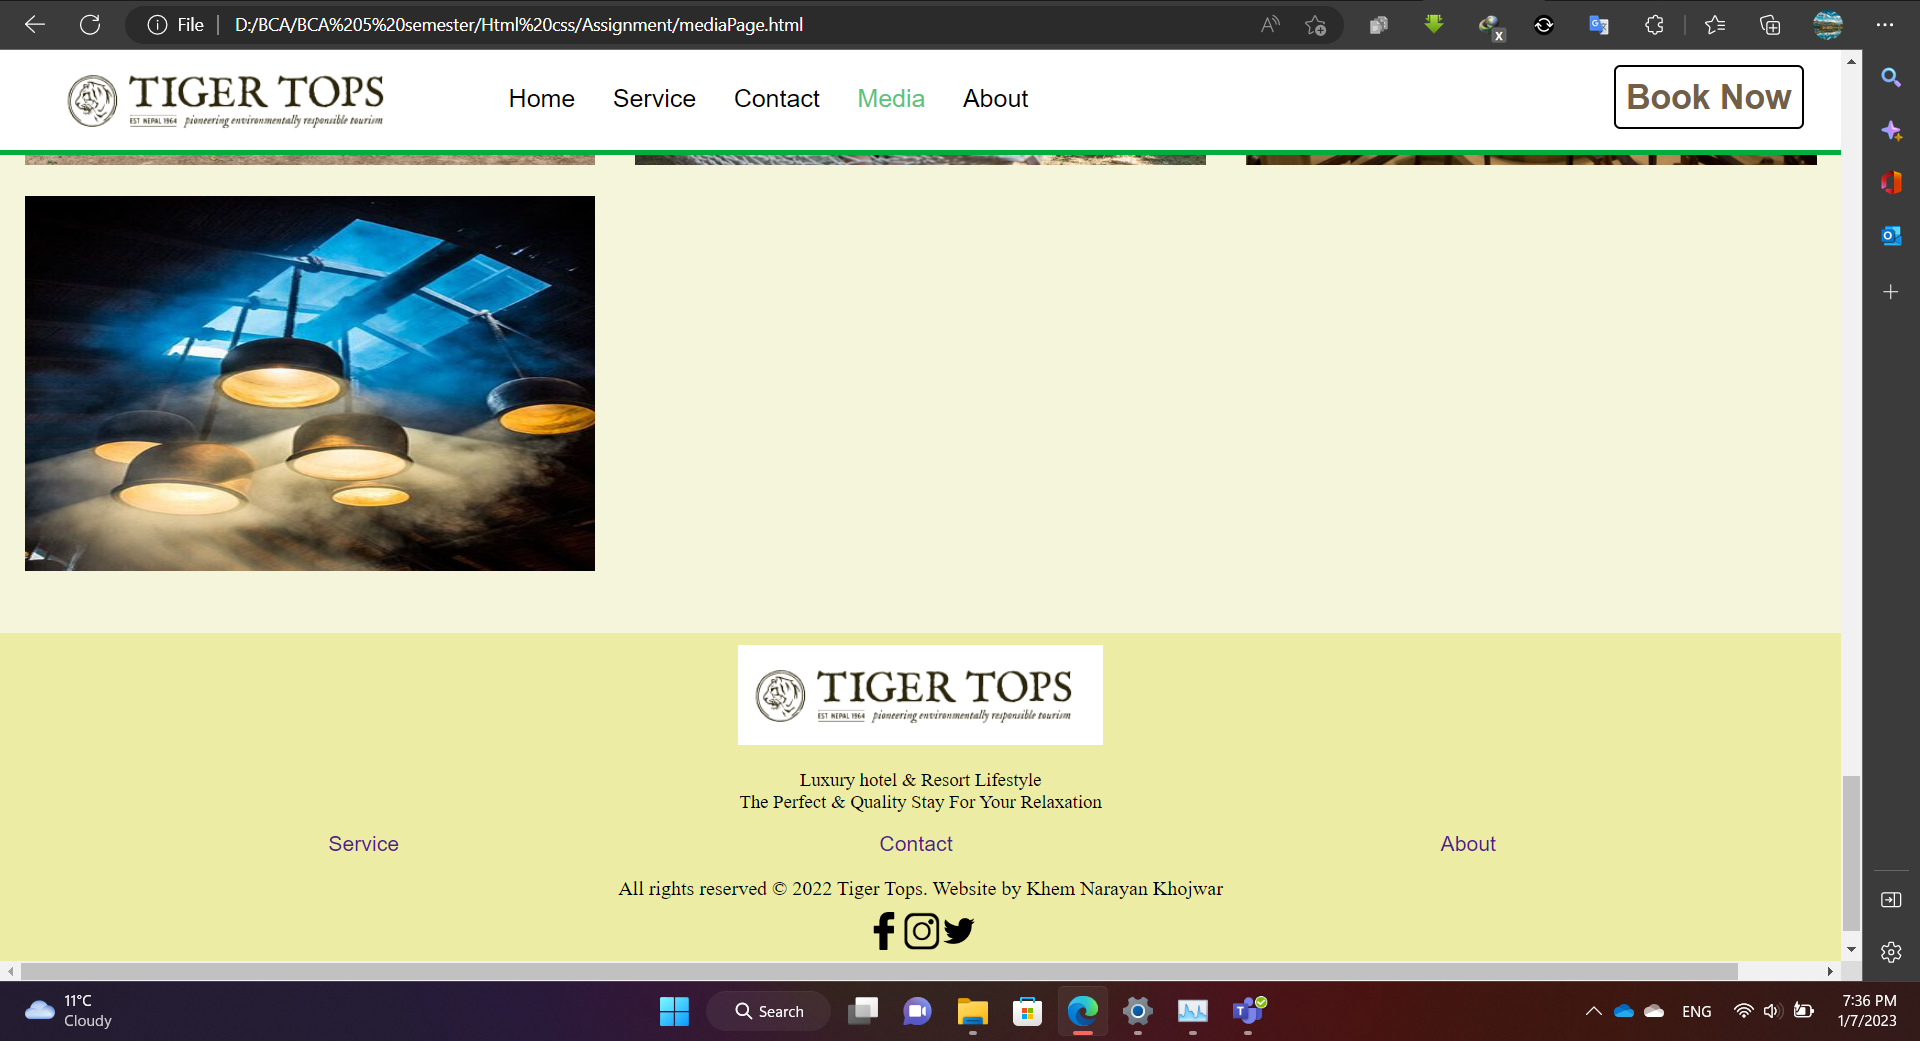 File
D:/BCA/BCA%205%20semester/Html%20css/Assignment/mediaPage.html
TIGER TOPS
EST NEPAL 1964 pioneering environmentally responsible tourism
Home Service Contact Media About
Book Now
TIGER TOPS
EST NEPAL 1964 pioneering environmentally responsible tourism
Luxury hotel & Resort Lifestyle
The Perfect & Quality Stay For Your Relaxation
Service Contact About
All rights reserved © 2022 Tiger Tops. Website by Khem Narayan Khojwar
11°C
Cloudy
Search
ENG
7:36 PM
1/7/2023